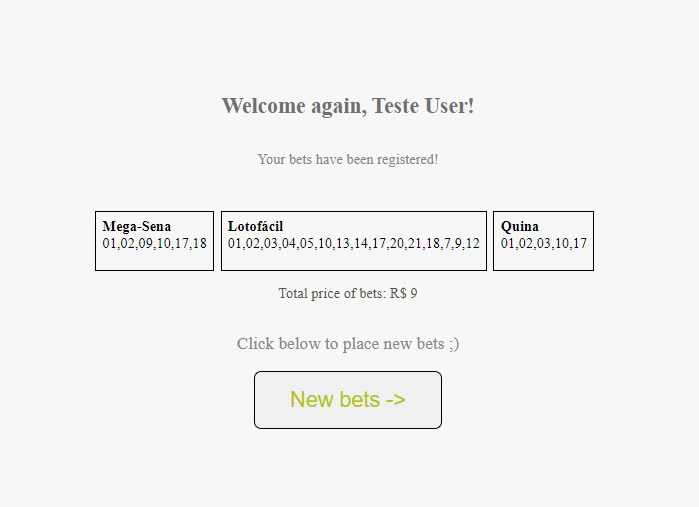 Welcome again, Teste User!
Your bets have been registered!
Mega-Sena
01,02,09,10,17,18
Lotofácil
01,02,03,04,05,10,13,14,17,20,21,18,7,9,12
Quina
01,02,03,10,17
Total price of bets: R$ 9
Click below to place new bets ;)
New bets ->